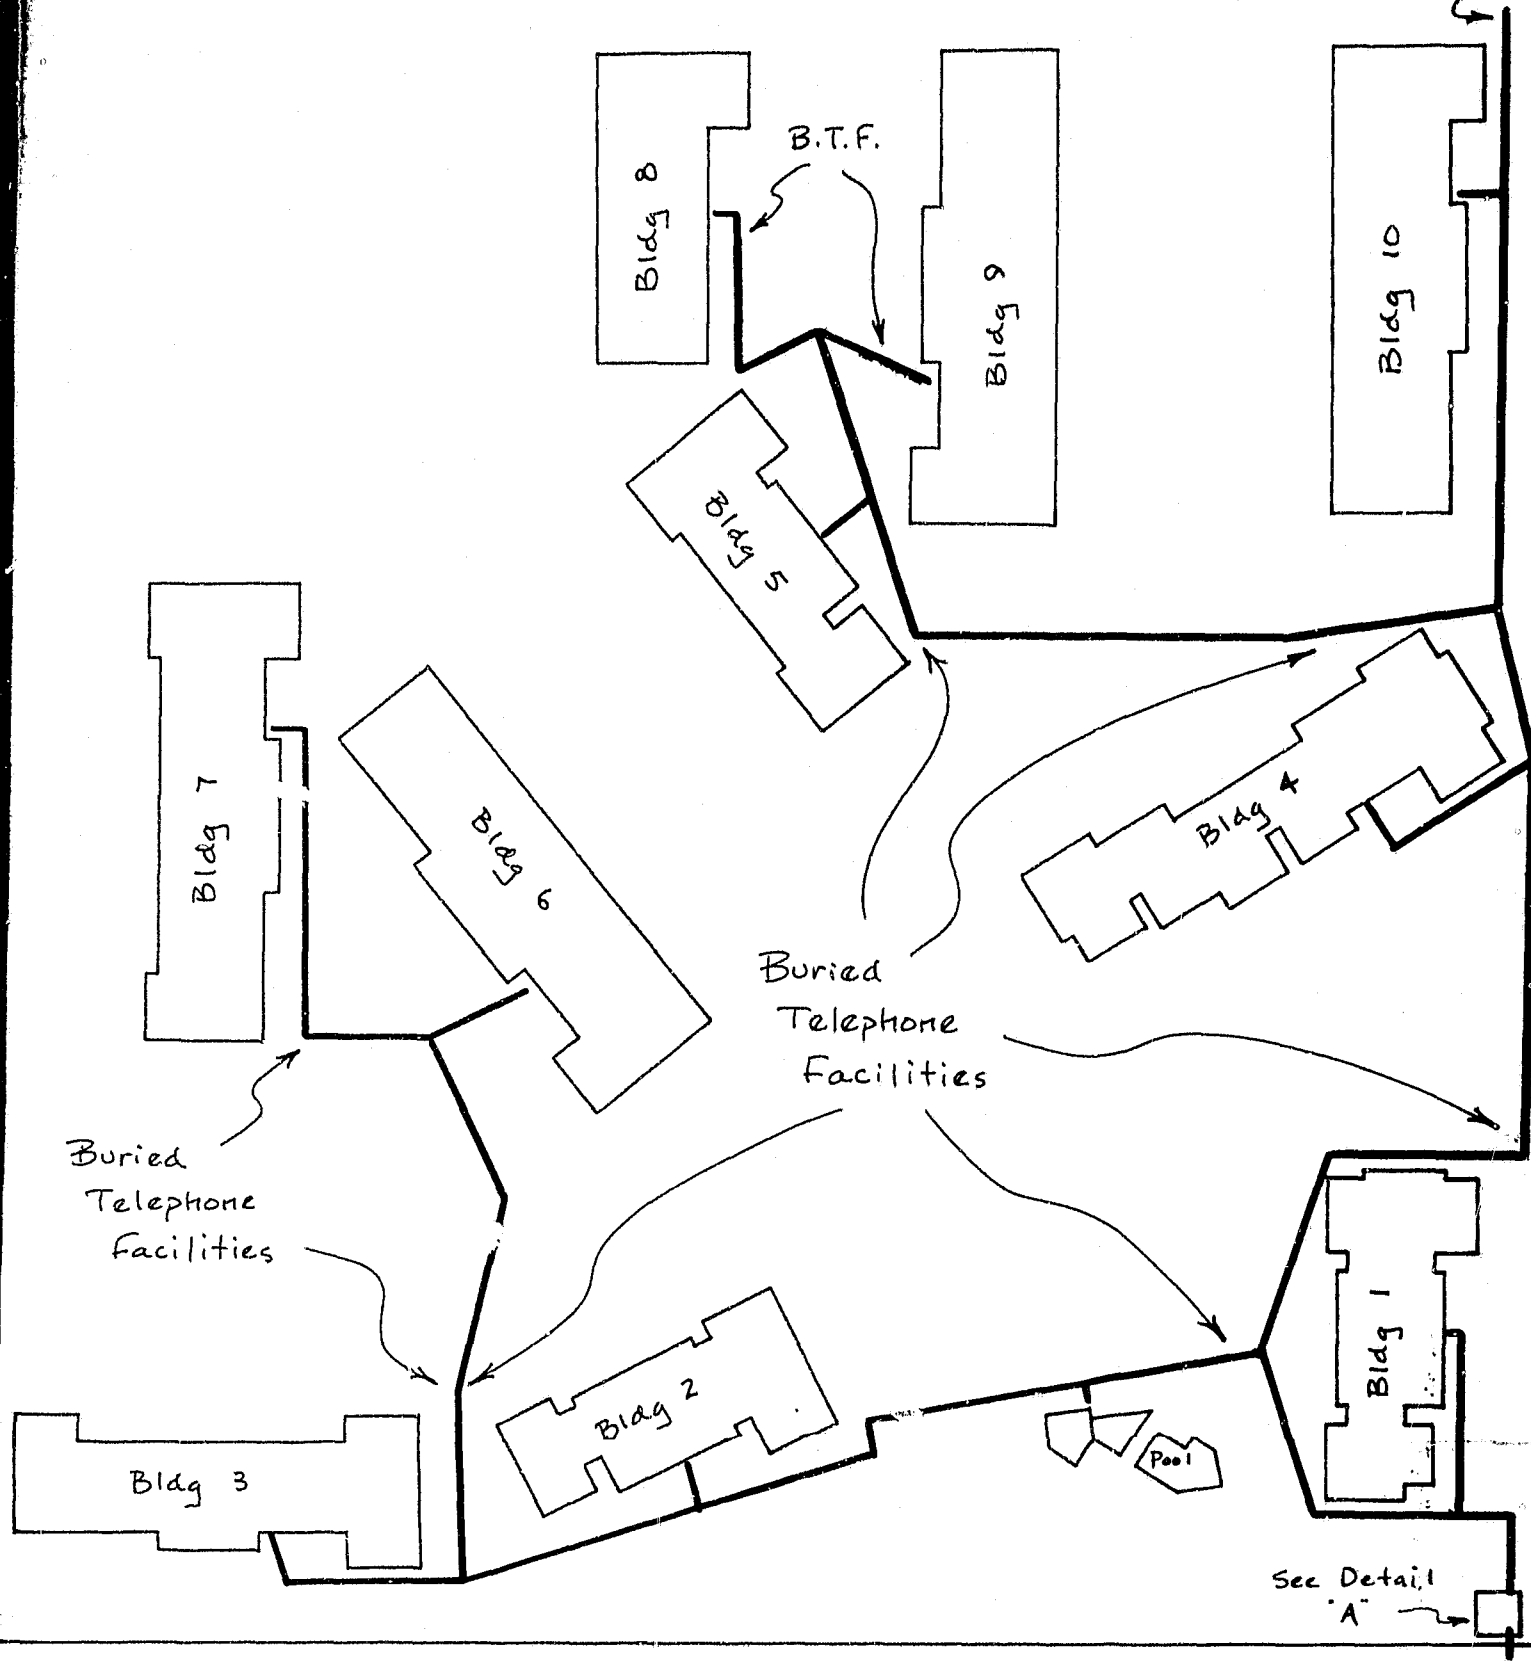 B.T.F.
Bldg 8
Bldg 9
Bldg 10
Bldg 5
Bldg 7
Bldg 6
Bldg 4
Buried
Telephone
Facilities
Buried
Telephone
Facilities
Bldg 1
Bldg 2
Bldg 3
Pool
See Detail
"A"